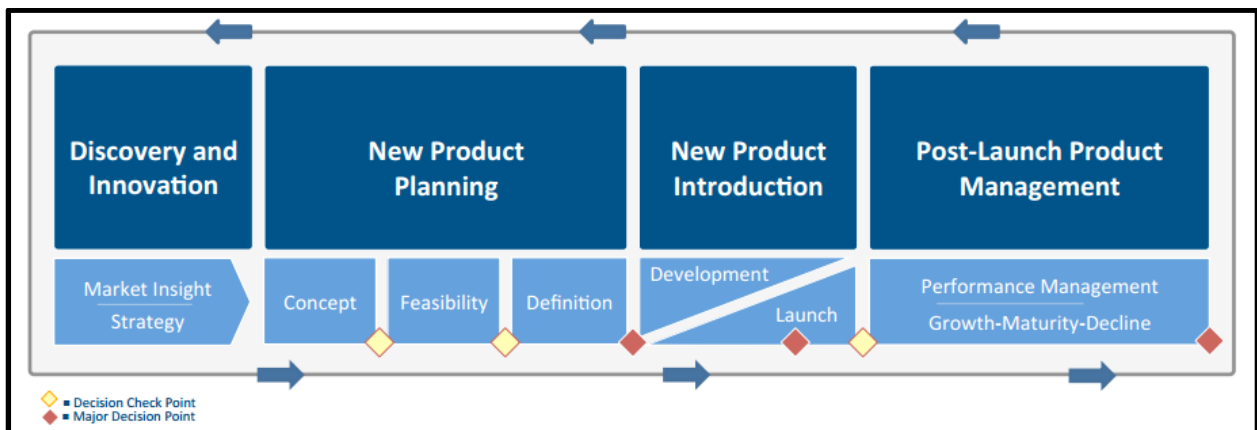 Discovery and
Innovation
New Product
Planning
New Product
Introduction
Post-Launch Product
Management
Market Insight
Strategy
Concept
Feasibility
Definition
Development
Launch
Performance Management
Growth-Maturity-Decline
= Decision Check Point
= Major Decision Point